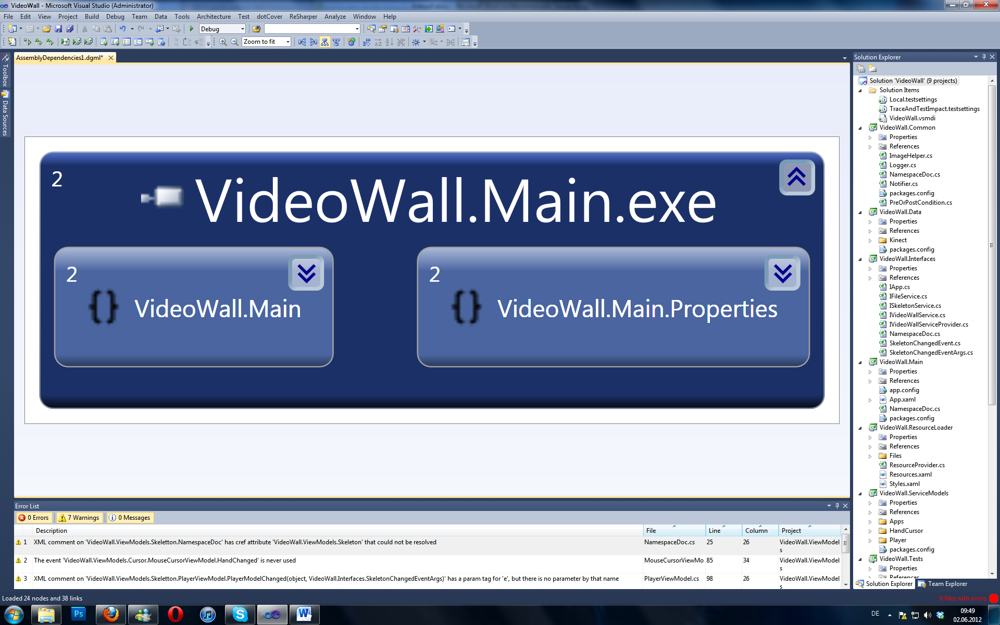 VideoWall - Microsoft Visual Studio (Administrator)
File Edit View Project Build Debug Team Data Tools Architecture Test dotCover ReSharper Analyze Window Help
Debug
Zoom to fit
Toolbox
Data Sources
AssemblyDependencies1.dgml*
2
VideoWall.Main.exe
2
VideoWall.Main
2
VideoWall.Main.Properties
Solution Explorer
Solution 'VideoWall' (9 projects)
Solution Items
Local.testsettings
TraceAndTestImpact.testsettings
VideoWall.vsmdi
VideoWall.Common
Properties
References
ImageHelper.cs
Logger.cs
NamespaceDoc.cs
Notifier.cs
packages.config
PreOrPostCondition.cs
VideoWall.Data
Properties
References
Kinect
packages.config
VideoWall.Interfaces
Properties
References
IApp.cs
IFileService.cs
ISkeletonService.cs
IVideoWallService.cs
IVideoWallServiceProvider.cs
NamespaceDoc.cs
SkeletonChangedEvent.cs
SkeletonChangedEventArgs.cs
VideoWall.Main
Properties
References
app.config
App.xaml
NamespaceDoc.cs
packages.config
VideoWall.ResourceLoader
Properties
References
Files
ResourceProvider.cs
Resources.xaml
Styles.xaml
VideoWall.ServiceModels
Properties
References
Apps
HandCursor
Player
packages.config
VideoWall.Tests
Properties
References
Solution Explorer Team Explorer
Error List
0 Errors 7 Warnings 0 Messages
Description File Line Column Project
1 XML comment on 'VideoWall.ViewModels.Skeletton.NamespaceDoc' has cref attribute 'VideoWall.ViewModels.Skeleton' that could not be resolved NamespaceDoc.cs 25 26 VideoWall.ViewModel
s
2 The event 'VideoWall.ViewModels.Cursor.MouseCursorViewModel.HandChanged' is never used MouseCursorViewMo 85 34 VideoWall.ViewModel
s
3 XML comment on 'VideoWall.ViewModels.Skeletton.PlayerViewModel.PlayerModelChanged(object, VideoWall.Interfaces.SkeletonChangedEventArgs)' has a param tag for 'e', but there is no parameter by that name PlayerViewModel.cs 98 26 VideoWall.ViewModel
s
Loaded 24 nodes and 38 links
6 files with errors
Ps
DE
09:49
02.06.2012